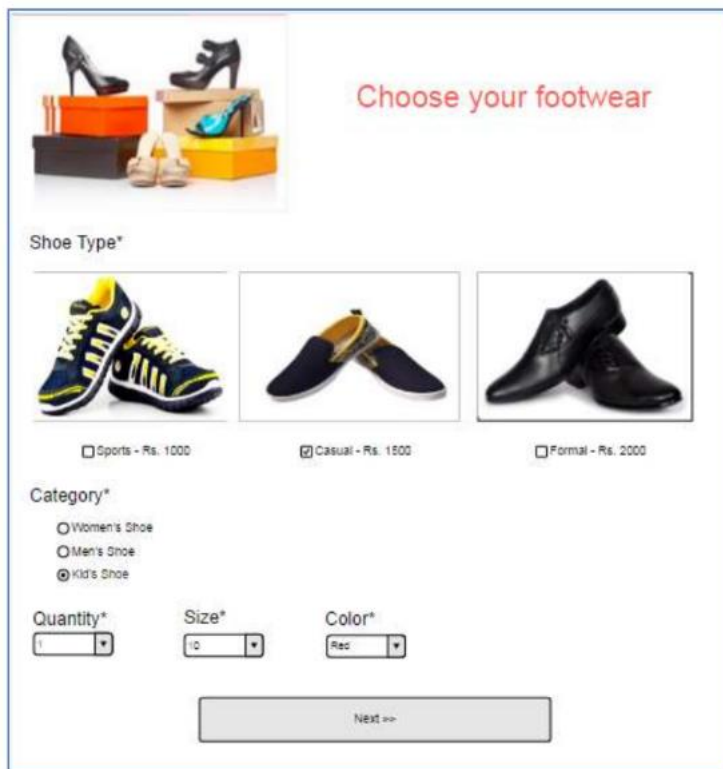 Choose your footwear
Shoe Type*
Sports - Rs. 1000
Casual - Rs. 1500
Formal - Rs. 2000
Category*
Women's Shoe
Men's Shoe
Kid's Shoe
Quantity* Size* Color*
1 10 Red
Next >>